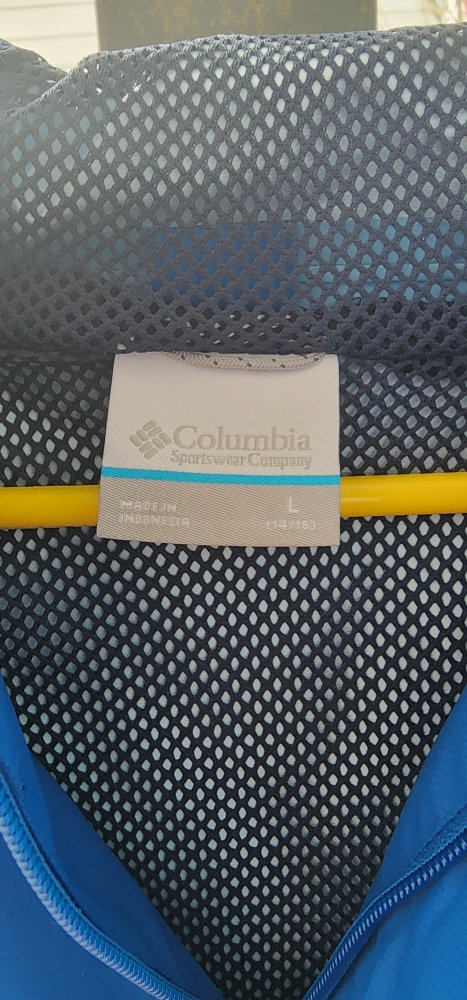 Columbia
Sportswear Company
MADE IN
INDONESIA
L
(14/16)